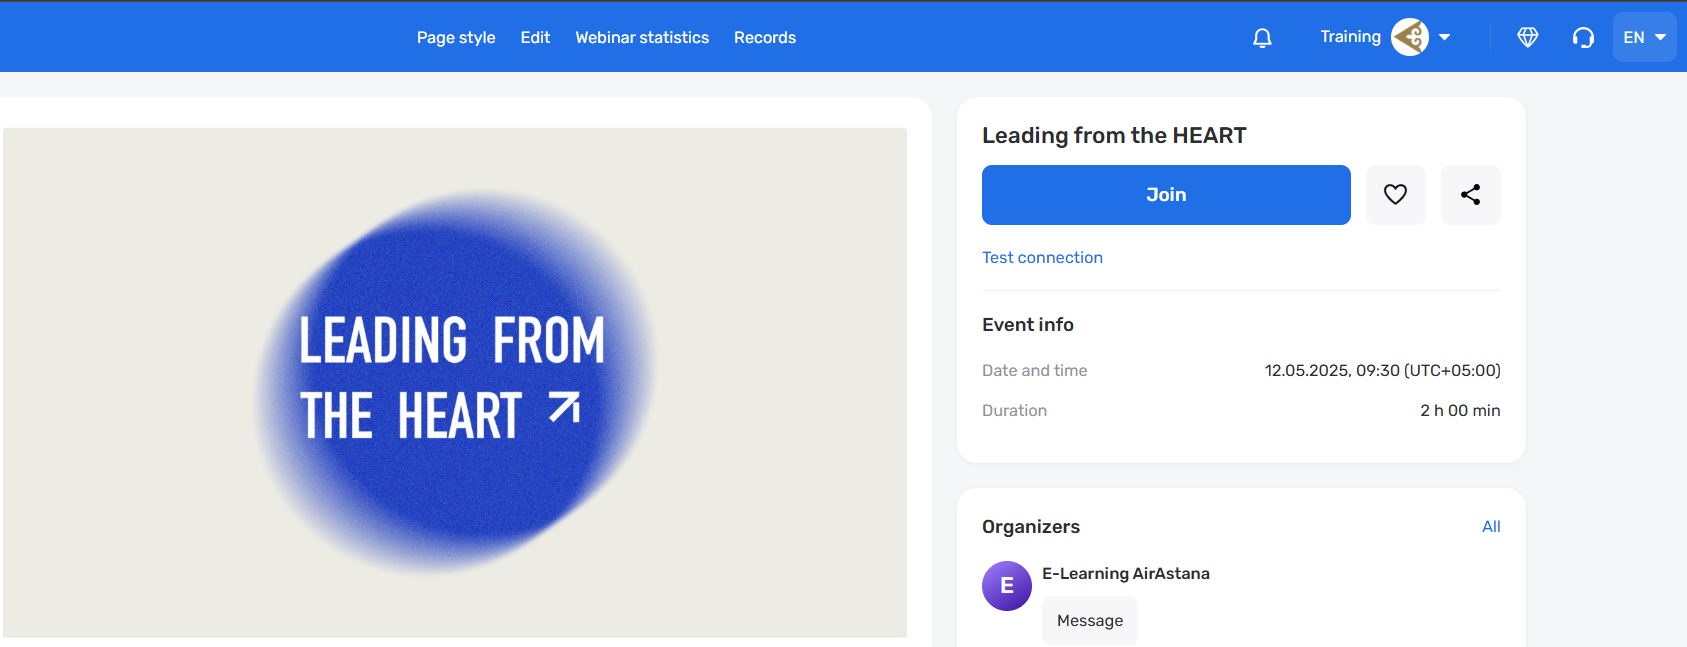 Page style Edit Webinar statistics Records Training EN
LEADING FROM
THE HEART
Leading from the HEART
Join
Test connection
Event info
Date and time 12.05.2025, 09:30 (UTC+05:00)
Duration 2 h 00 min
Organizers All
E
E-Learning AirAstana
Message